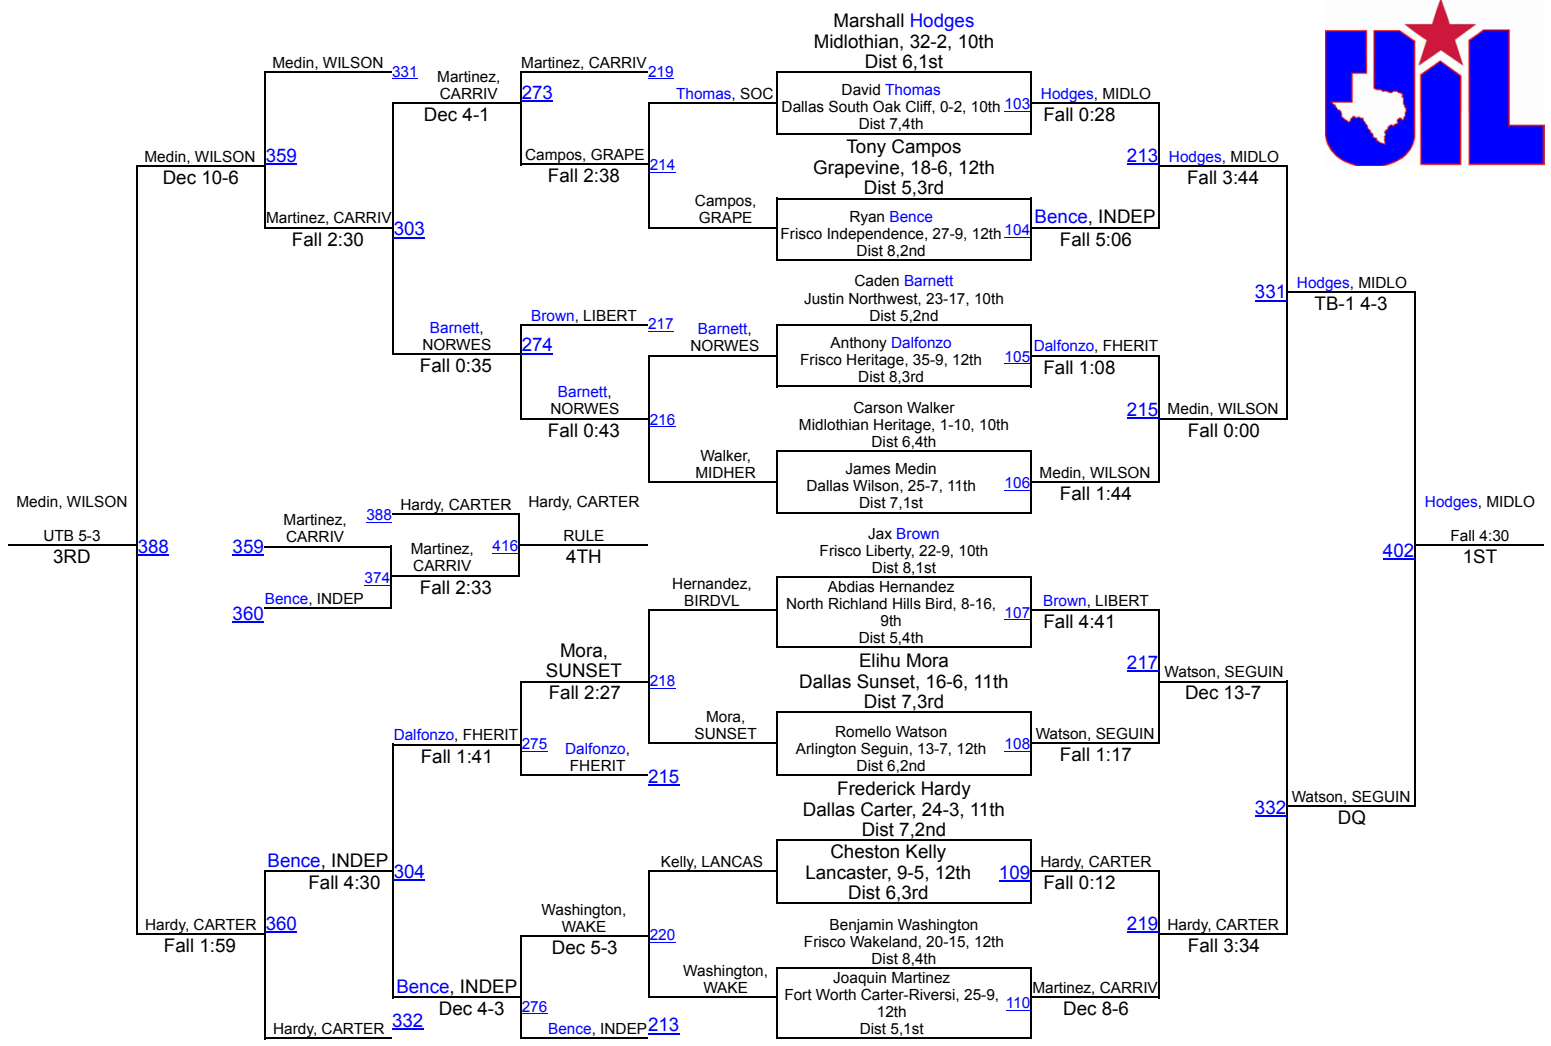 UIL
Marshall Hodges
Midlothian, 32-2, 10th
Dist 6,1st
David Thomas
Dallas South Oak Cliff, 0-2, 10th
Dist 7,4th
103
Tony Campos
Grapevine, 18-6, 12th
Dist 5,3rd
Ryan Bence
Frisco Independence, 27-9, 12th
Dist 8,2nd
104
Caden Barnett
Justin Northwest, 23-17, 10th
Dist 5,2nd
Anthony Dalfonzo
Frisco Heritage, 35-9, 12th
Dist 8,3rd
105
Carson Walker
Midlothian Heritage, 1-10, 10th
Dist 6,4th
James Medin
Dallas Wilson, 25-7, 11th
Dist 7,1st
106
Jax Brown
Frisco Liberty, 22-9, 10th
Dist 8,1st
Abdias Hernandez
North Richland Hills Bird, 8-16,
9th
Dist 5,4th
107
Elihu Mora
Dallas Sunset, 16-6, 11th
Dist 7,3rd
Romello Watson
Arlington Seguin, 13-7, 12th
Dist 6,2nd
108
Frederick Hardy
Dallas Carter, 24-3, 11th
Dist 7,2nd
Cheston Kelly
Lancaster, 9-5, 12th
Dist 6,3rd
109
Benjamin Washington
Frisco Wakeland, 20-15, 12th
Dist 8,4th
Joaquin Martinez
Fort Worth Carter-Riversi, 25-9,
12th
Dist 5,1st
110
Hodges, MIDLO
Fall 0:28
213
Bence, INDEP
Fall 5:06
Dalfonzo, FHERIT
Fall 1:08
215
Medin, WILSON
Fall 1:44
Brown, LIBERT
Fall 4:41
217
Watson, SEGUIN
Fall 1:17
Hardy, CARTER
Fall 0:12
219
Martinez, CARRIV
Dec 8-6
Hodges, MIDLO
Fall 3:44
331
Medin, WILSON
Fall 0:00
Watson, SEGUIN
Dec 13-7
332
Hardy, CARTER
Fall 3:34
Hodges, MIDLO
TB-1 4-3
402
Watson, SEGUIN
DQ
Hodges, MIDLO
Fall 4:30
1ST
Thomas, SOC
214
Campos,
GRAPE
Barnett,
NORWES
216
Walker,
MIDHER
Hernandez,
BIRDVL
218
Mora,
SUNSET
Kelly, LANCAS
220
Washington,
WAKE
Martinez, CARRIV
219
273
Campos, GRAPE
Fall 2:38
Brown, LIBERT
217
274
Barnett,
NORWES
Fall 0:43
Mora,
SUNSET
Fall 2:27
275
Dalfonzo,
FHERIT
215
Washington,
WAKE
Dec 5-3
276
Bence, INDEP
213
Martinez,
CARRIV
Dec 4-1
303
Barnett,
NORWES
Fall 0:35
Dalfonzo, FHERIT
Fall 1:41
304
Bence, INDEP
Dec 4-3
Medin, WILSON
331
359
Martinez, CARRIV
Fall 2:30
Bence, INDEP
Fall 4:30
360
Hardy, CARTER
332
Medin, WILSON
Dec 10-6
388
Hardy, CARTER
Fall 1:59
Medin, WILSON
UTB 5-3
3RD
Martinez,
CARRIV
359
374
Bence, INDEP
360
Hardy, CARTER
388
416
Martinez,
CARRIV
Fall 2:33
Hardy, CARTER
RULE
4TH